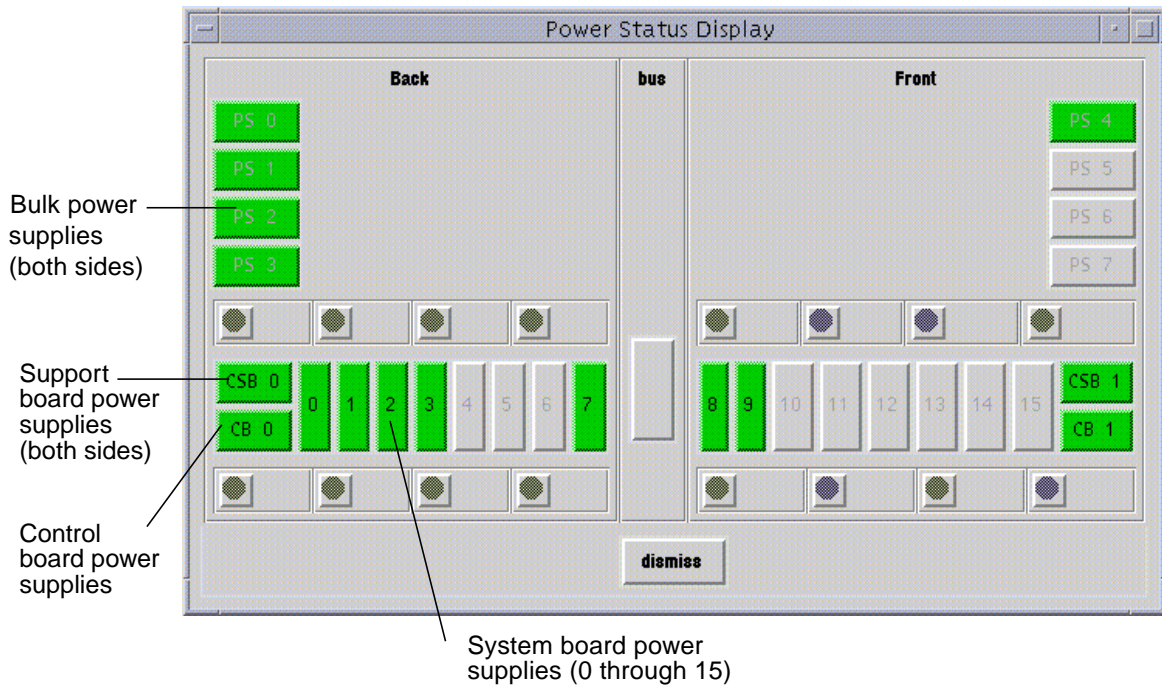 Power Status Display
Back
bus
Front
PS 0
PS 4
PS 1
PS 5
Bulk power
supplies
(both sides)
PS 2
PS 6
PS 3
PS 7
Support
board power
supplies
(both sides)
CSB 0
CB 0
0 1 2 3 4 5 6 7
8 9 10 11 12 13 14 15
CSB 1
CB 1
Control
board power
supplies
dismiss
System board power
supplies (0 through 15)